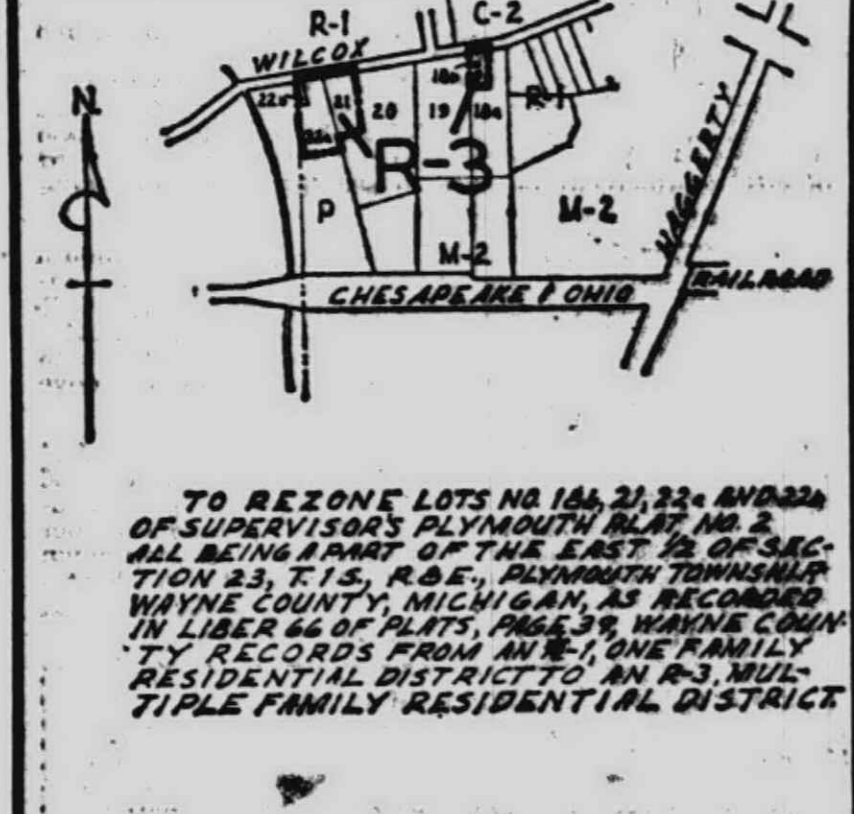 R-1
C-2
WILCOX
N.
22b
21
20
19
18b
18a
R-1
22a
R-3
HAGGERTY
P
M-2
M-2
RAILROAD
CHESAPEAKE & OHIO
TO REZONE LOTS NO. 18b, 21, 22a AND 22b
OF SUPERVISOR'S PLYMOUTH PLAT NO. 2
ALL BEING A PART OF THE EAST 1/2 OF SEC-
TION 23, T. 1 S., R. 8 E., PLYMOUTH TOWNSHIP
WAYNE COUNTY, MICHIGAN, AS RECORDED
IN LIBER 66 OF PLATS, PAGE 39, WAYNE COUN-
TY RECORDS FROM AN R-1, ONE FAMILY
RESIDENTIAL DISTRICT TO AN R-3, MUL-
TIPLE FAMILY RESIDENTIAL DISTRICT.